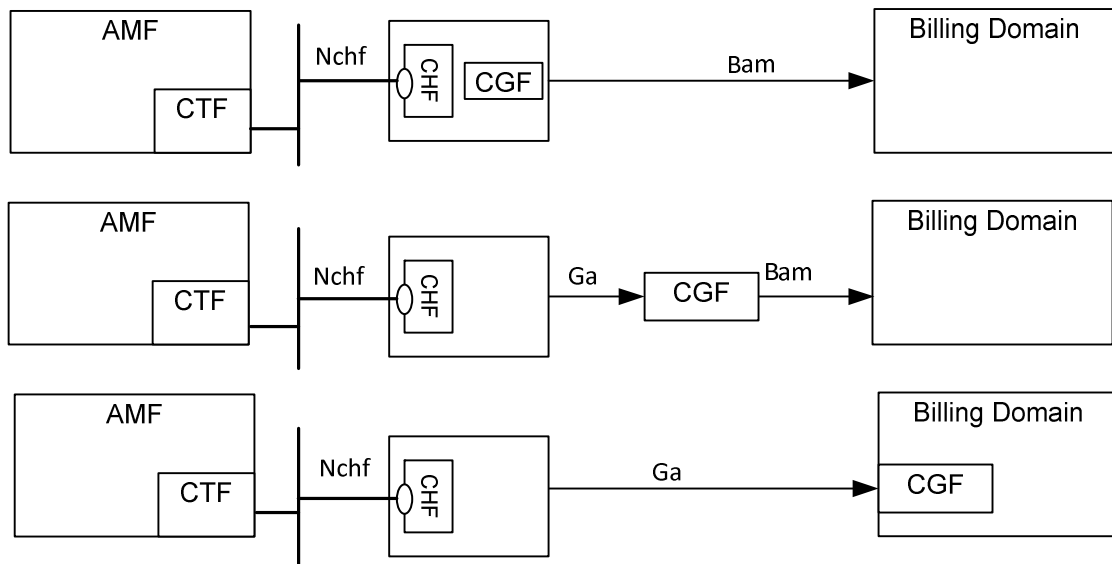 AMF
CTF
Nchf
CHF
CGF
Bam
Billing Domain
AMF
CTF
Nchf
CHF
Ga
CGF
Bam
Billing Domain
AMF
CTF
Nchf
CHF
Ga
CGF
Billing Domain